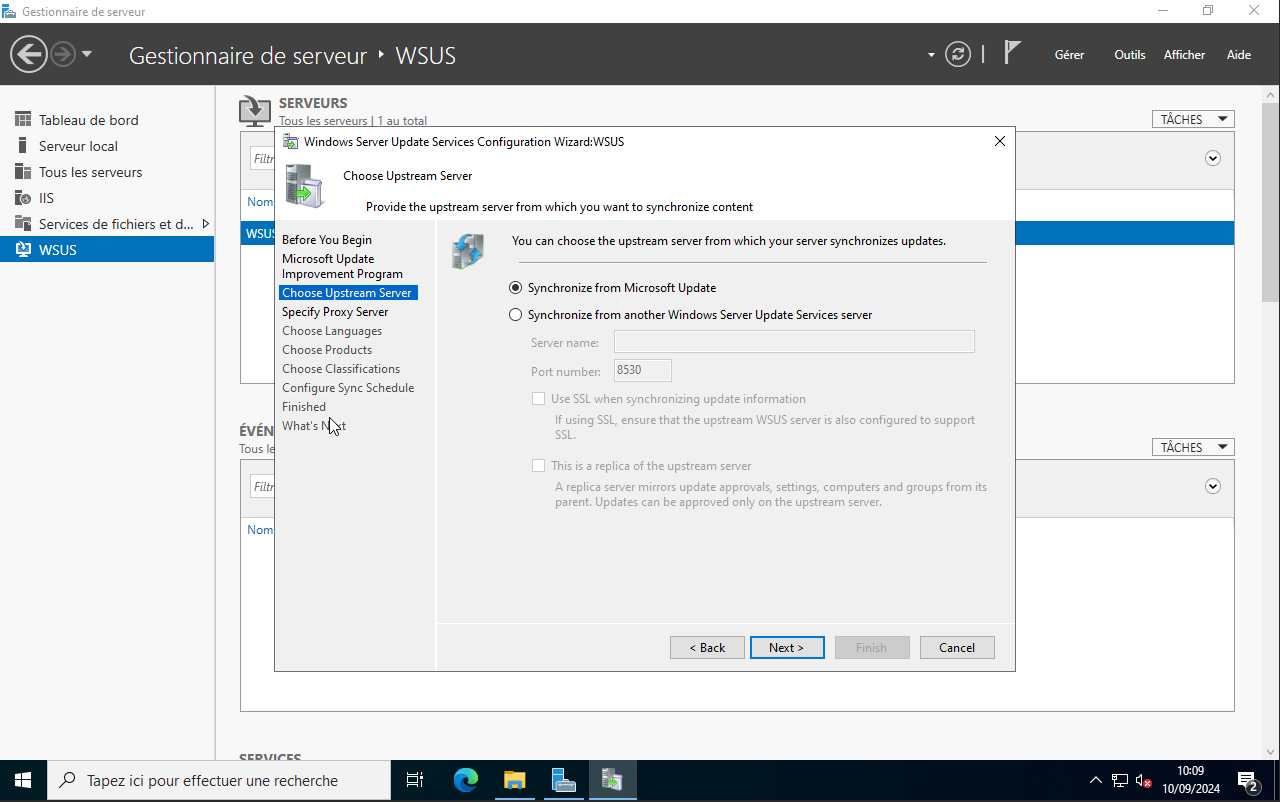 Gestionnaire de serveur
Gestionnaire de serveur
WSUS
Gérer
Outils
Afficher
Aide
Tableau de bord
Serveur local
Tous les serveurs
IIS
Services de fichiers et d...
WSUS
SERVEURS
Tous les serveurs | 1 au total
TÂCHES
Filtr
Nom
WSUS
ÉVÉN
Tous le
TÂCHES
Filtr
Nom
SERVICES
Windows Server Update Services Configuration Wizard:WSUS
Choose Upstream Server
Provide the upstream server from which you want to synchronize content
Before You Begin
Microsoft Update
Improvement Program
Choose Upstream Server
Specify Proxy Server
Choose Languages
Choose Products
Choose Classifications
Configure Sync Schedule
Finished
What's Next
You can choose the upstream server from which your server synchronizes updates.
Synchronize from Microsoft Update
Synchronize from another Windows Server Update Services server
Server name:
Port number:
8530
Use SSL when synchronizing update information
If using SSL, ensure that the upstream WSUS server is also configured to support
SSL.
This is a replica of the upstream server
A replica server mirrors update approvals, settings, computers and groups from its
parent. Updates can be approved only on the upstream server.
< Back
Next >
Finish
Cancel
Tapez ici pour effectuer une recherche
10:09
10/09/2024
2